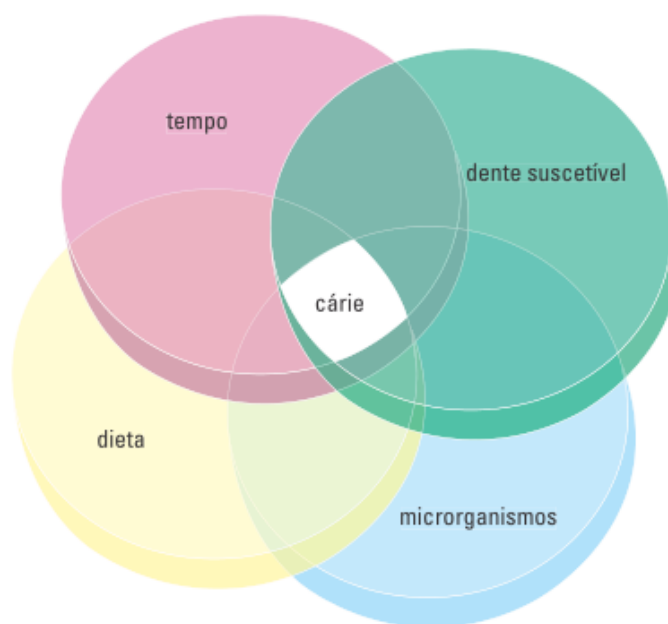 tempo
dente suscetível
cárie
dieta
microrganismos